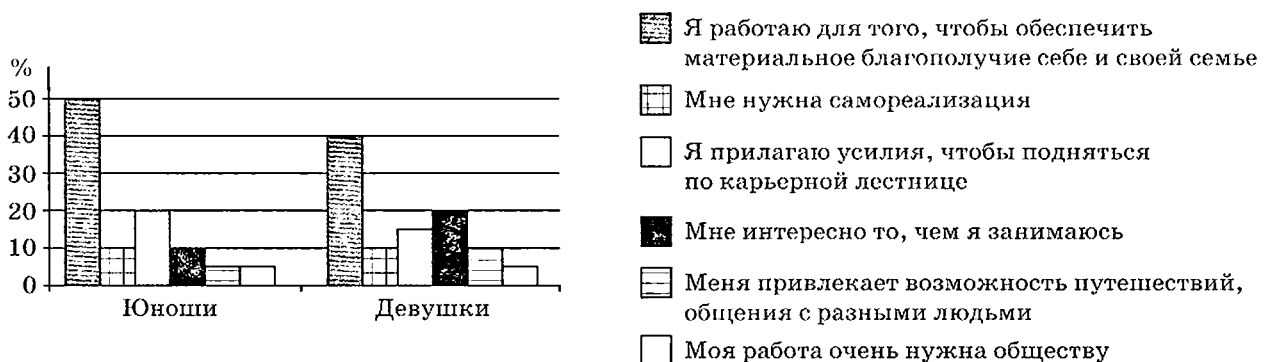 %
50
40
30
20
10
0
Юноши
Девушки
Я работаю для того, чтобы обеспечить
материальное благополучие себе и своей семье
Мне нужна самореализация
Я прилагаю усилия, чтобы подняться
по карьерной лестнице
Мне интересно то, чем я занимаюсь
Меня привлекает возможность путешествий,
общения с разными людьми
Моя работа очень нужна обществу